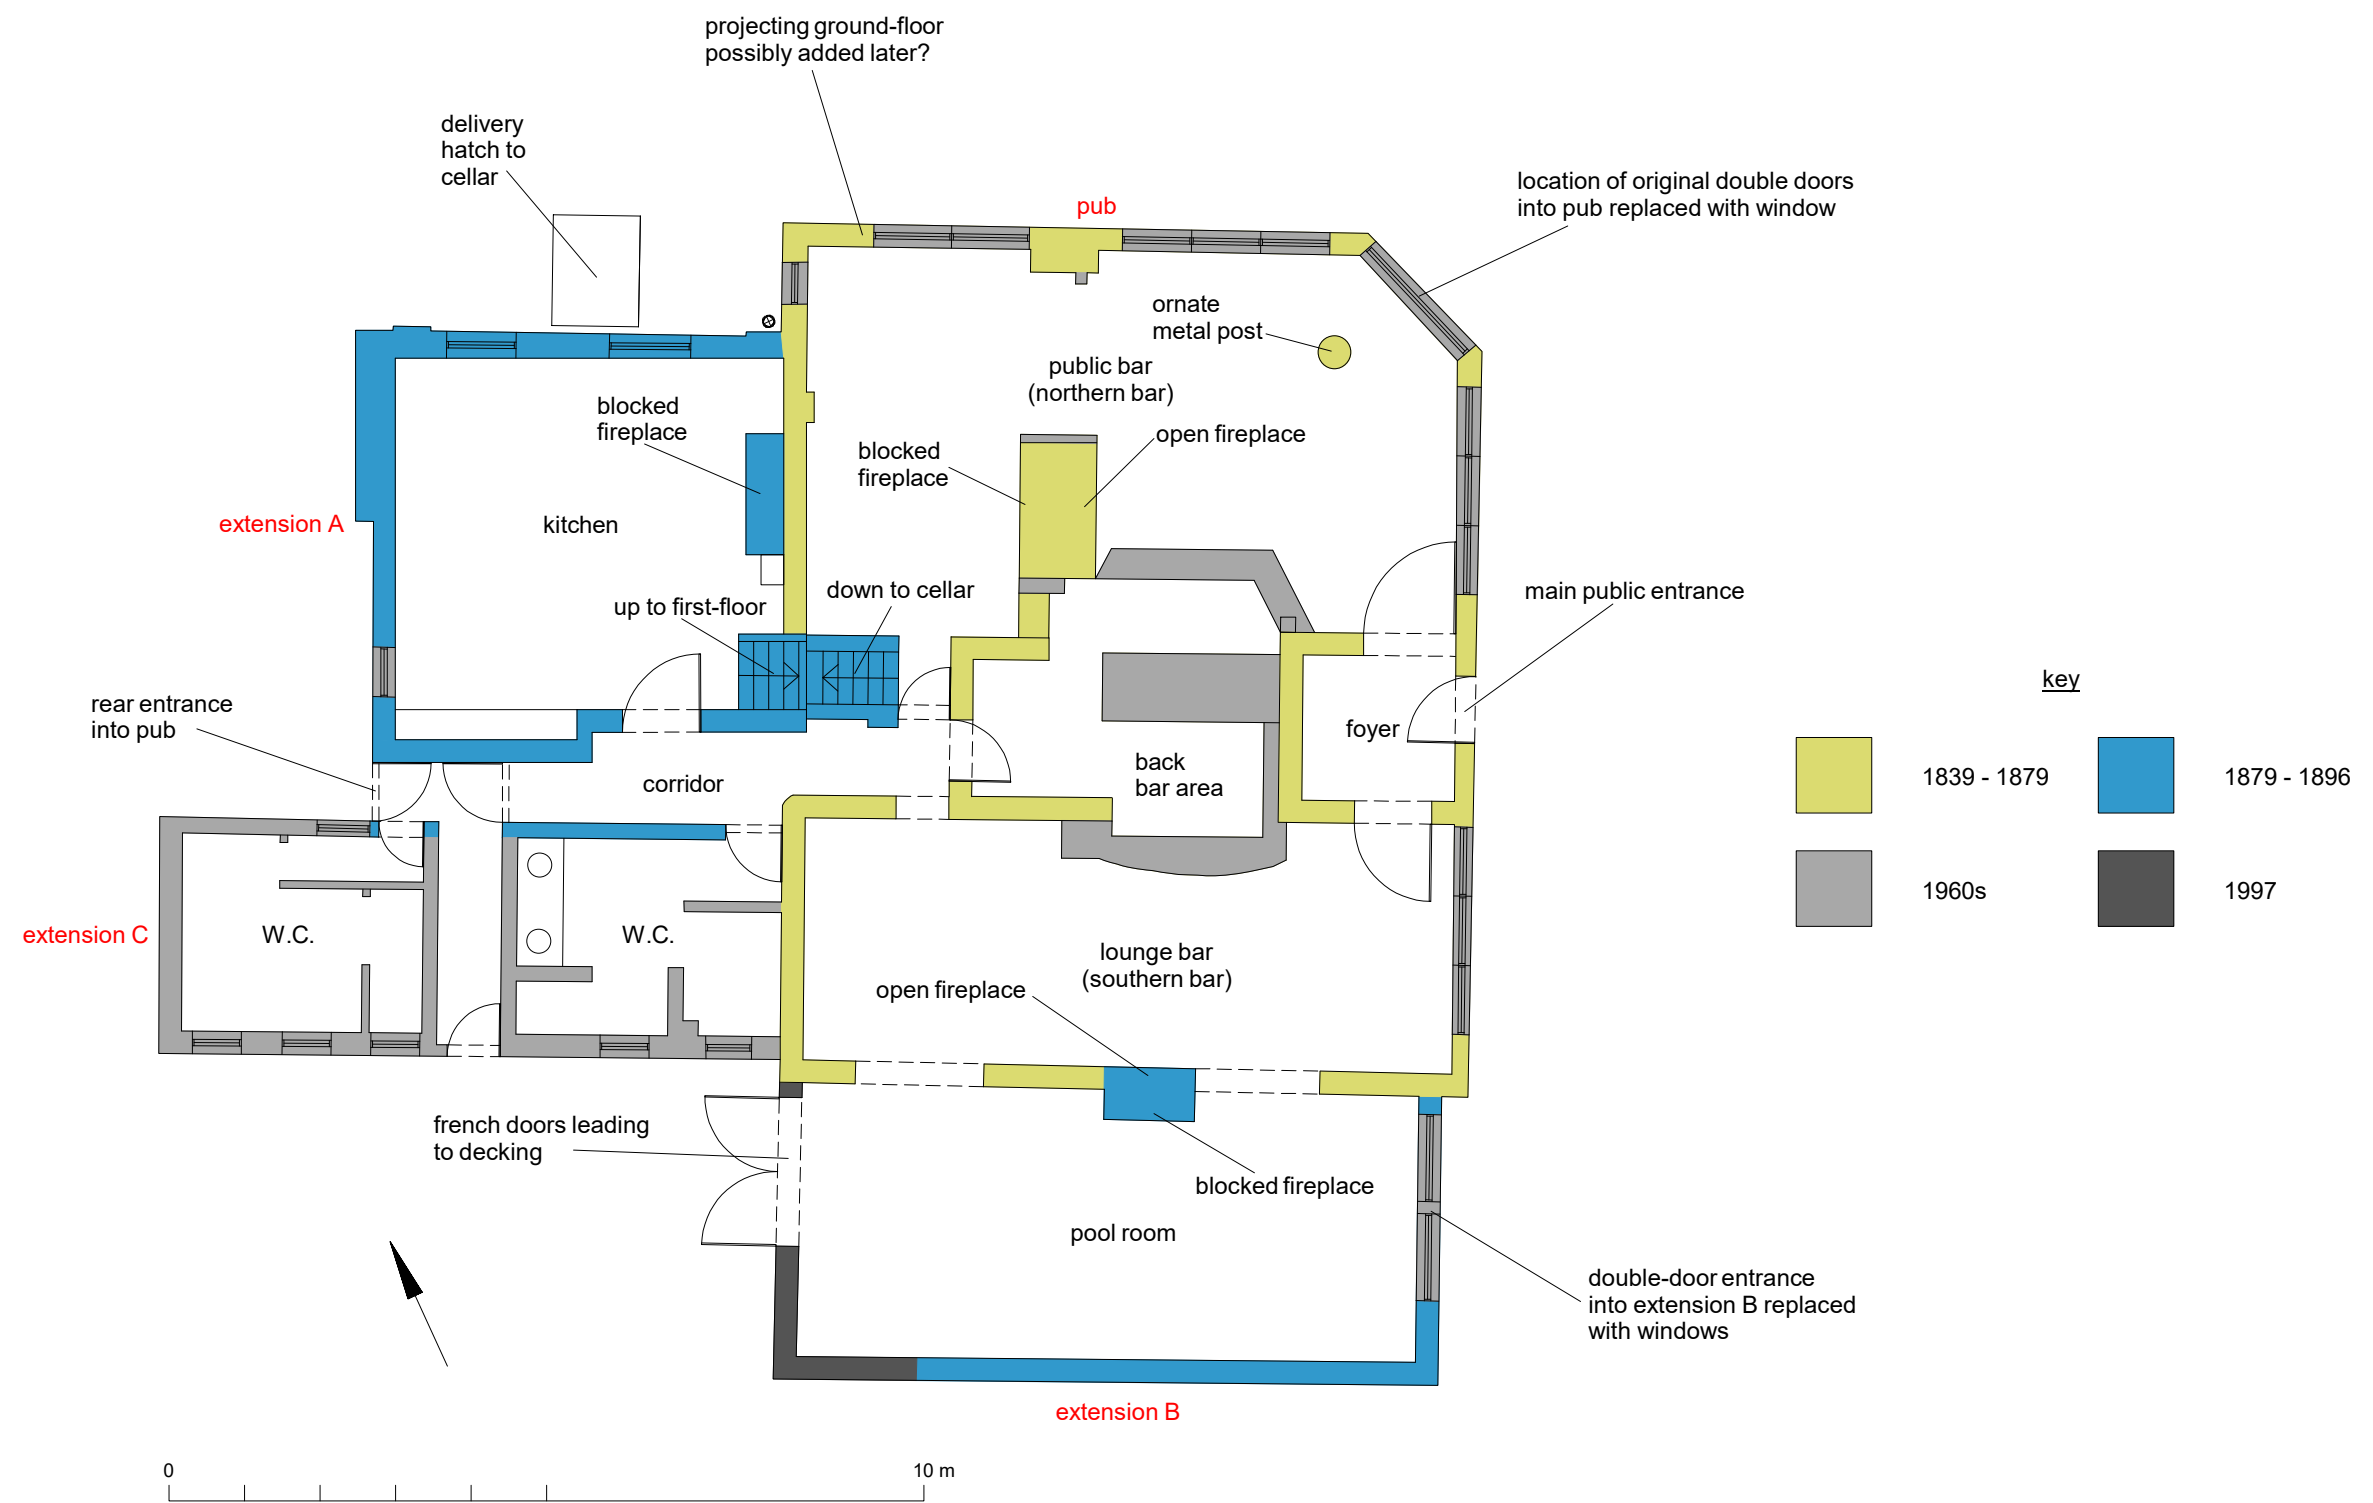 projecting ground-floor
possibly added later?
delivery
hatch to
cellar
location of original double doors
into pub replaced with window
pub
ornate
metal post
public bar
(northern bar)
blocked
fireplace
open fireplace
blocked
fireplace
extension A
kitchen
up to first-floor
down to cellar
main public entrance
rear entrance
into pub
foyer
corridor
back
bar area
key
1839 - 1879
1879 - 1896
1960s
1997
extension C
W.C.
W.C.
lounge bar
(southern bar)
open fireplace
french doors leading
to decking
blocked fireplace
pool room
double-door entrance
into extension B replaced
with windows
extension B
0
10 m